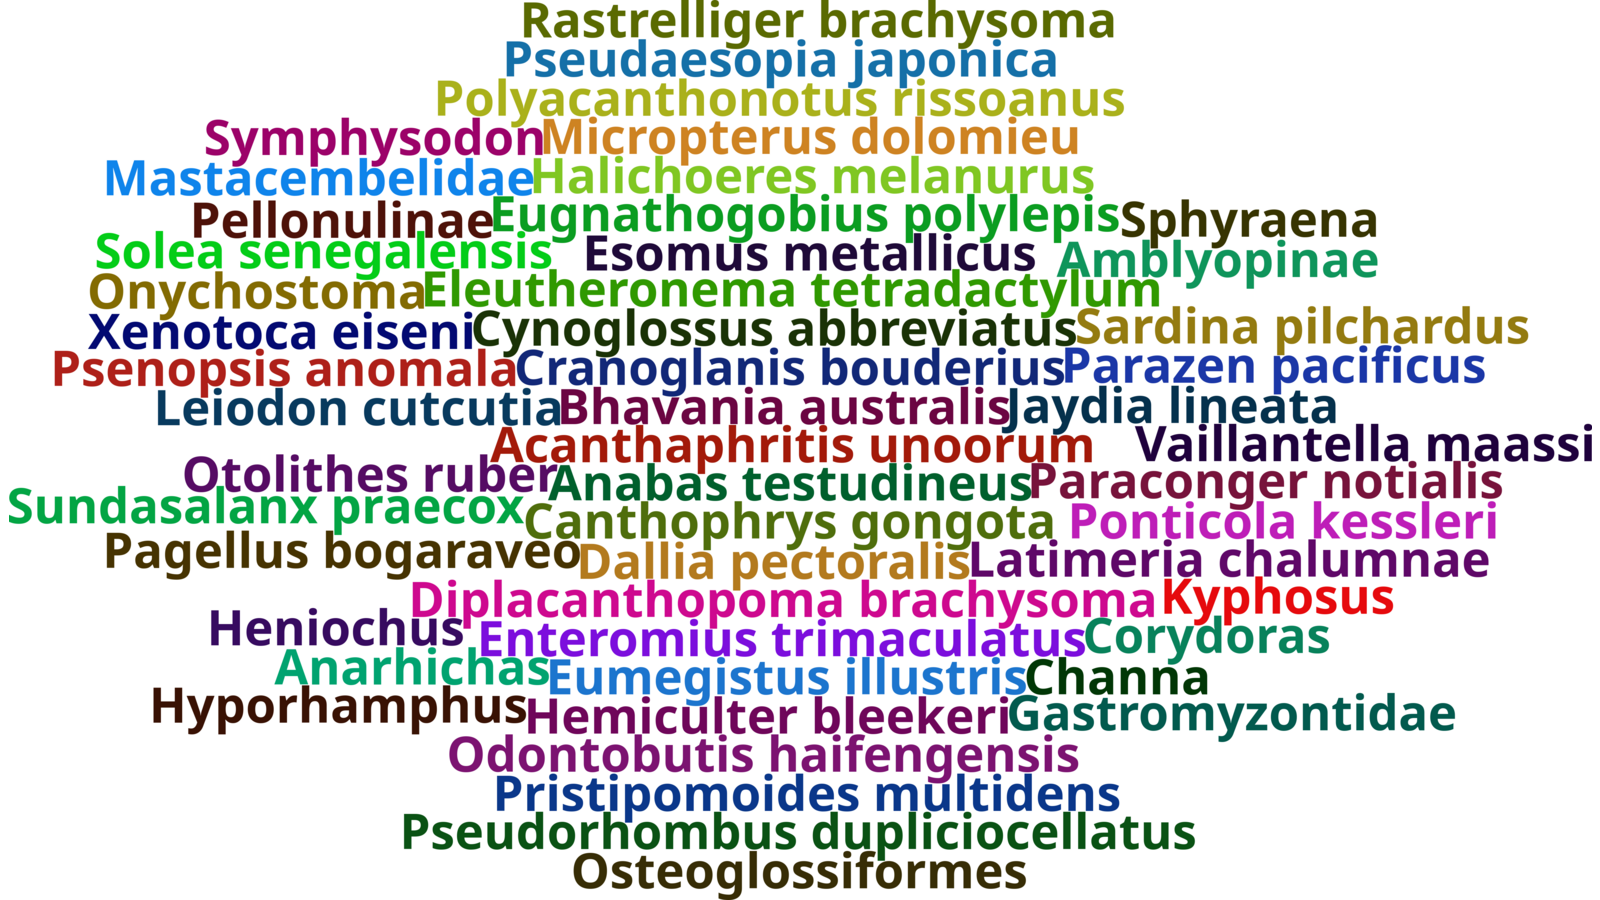 Rastrelliger brachysoma
Pseudaesopia japonica
Polyacanthonotus rissoanus
Symphysodon Micropterus dolomieu
Mastacembelidae Halichoeres melanurus
Pellonulinae Eugnathogobius polylepis Sphyraena
Solea senegalensis Esomus metallicus Amblyopinae
Onychostoma Eleutheronema tetradactylum
Xenotoca eiseni Cynoglossus abbreviatus Sardina pilchardus
Psenopsis anomala Cranoglanis bouderius Parazen pacificus
Leiodon cutcutia Bhavania australis Jaydia lineata
Acanthaphritis unoorum Vaillantella maassi
Otolithes ruber Anabas testudineus Paraconger notialis
Sundasalanx praecox Canthophrys gongota Ponticola kessleri
Pagellus bogaraveo Dallia pectoralis Latimeria chalumnae
Diplacanthopoma brachysoma Kyphosus
Heniochus Enteromius trimaculatus Corydoras
Anarhichas Eumegistus illustris Channa
Hyporhamphus Hemiculter bleekeri Gastromyzontidae
Odontobutis haifengensis
Pristipomoides multidens
Pseudorhombus dupliciocellatus
Osteoglossiformes